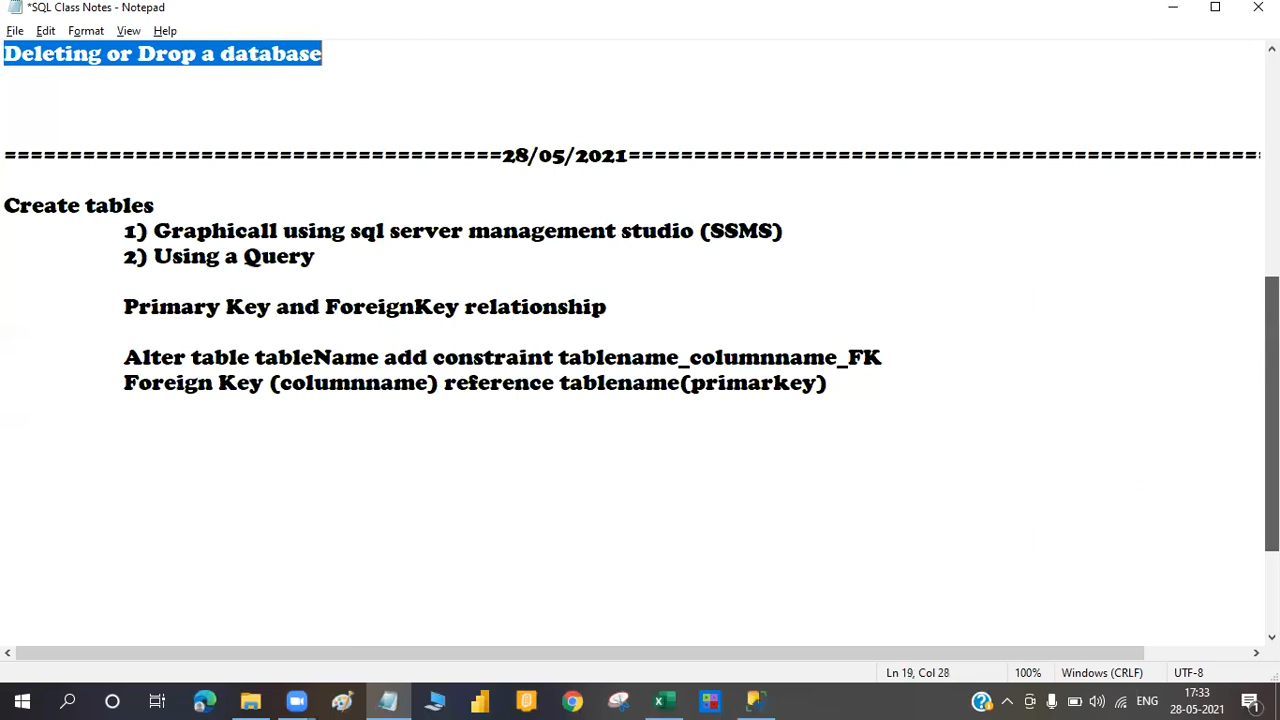 *SQL Class Notes - Notepad
File Edit Format View Help
Deleting or Drop a database
====================================28/05/2021==============================================
Create tables
1) Graphicall using sql server management studio (SSMS)
2) Using a Query
Primary Key and ForeignKey relationship
Alter table tableName add constraint tablename_columnname_FK
Foreign Key (columnname) reference tablename(primarkey)
Ln 19, Col 28 100% Windows (CRLF) UTF-8
ENG 17:33
28-05-2021